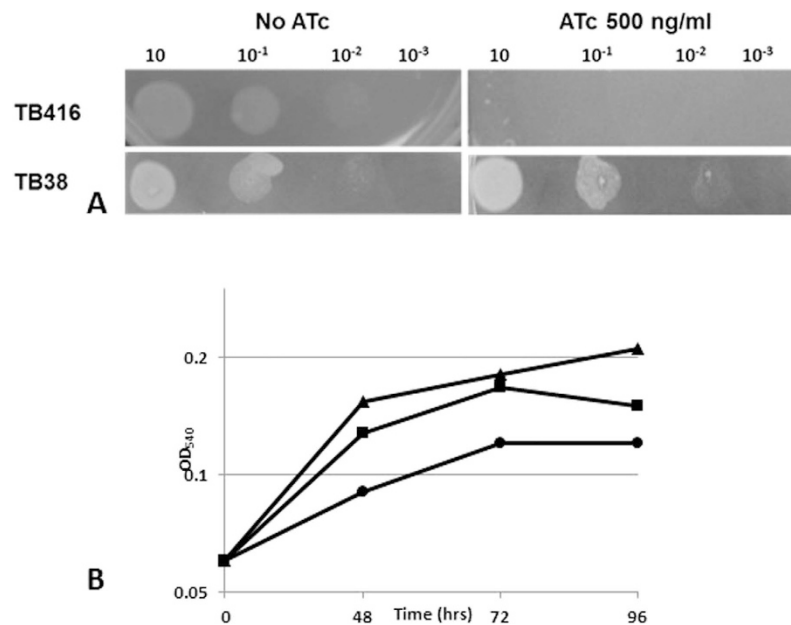 No ATc
ATc 500 ng/ml
10 10⁻¹ 10⁻² 10⁻³
10 10⁻¹ 10⁻² 10⁻³
TB416
TB38
A
0.2
OD₅₄₀
0.1
0.05
0 48 Time (hrs) 72 96
B